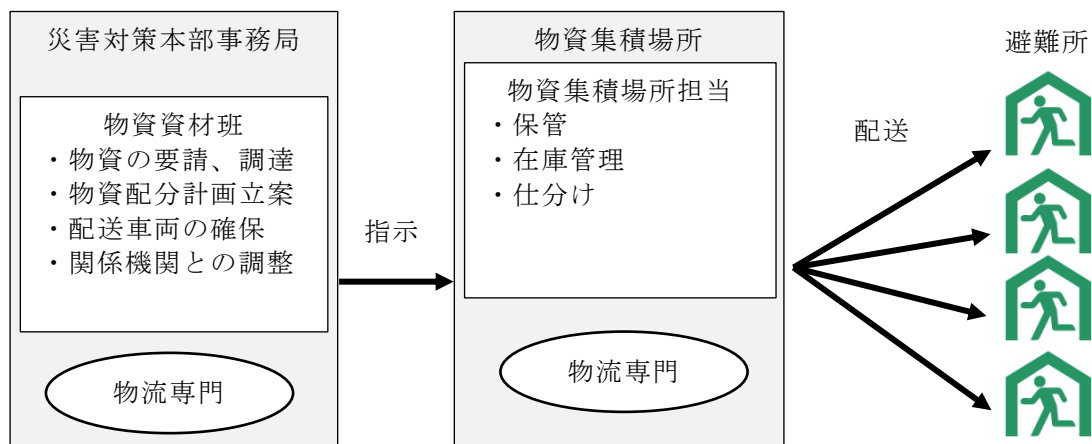 災害対策本部事務局
物資資材班
・物資の要請、調達
・物資配分計画立案
・配送車両の確保
・関係機関との調整
物流専門
指示
物資集積場所
物資集積場所担当
・保管
・在庫管理
・仕分け
物流専門
配送
避難所